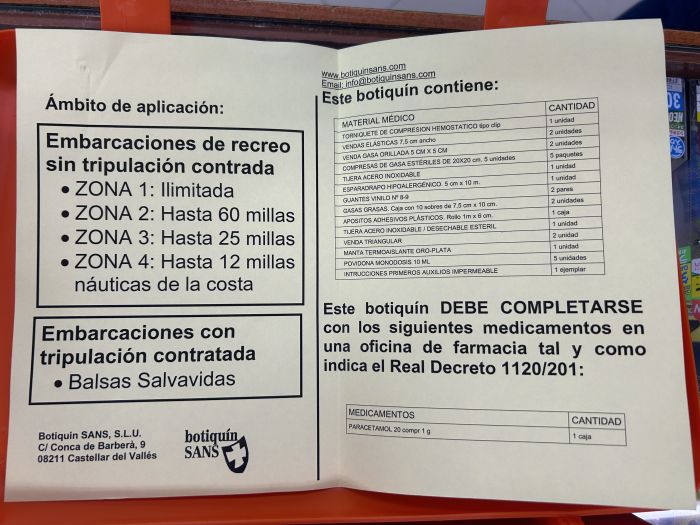 Ámbito de aplicación:
Embarcaciones de recreo
sin tripulación contrada
• ZONA 1: Ilimitada
• ZONA 2: Hasta 60 millas
• ZONA 3: Hasta 25 millas
• ZONA 4: Hasta 12 millas
náuticas de la costa
Embarcaciones con
tripulación contratada
• Balsas Salvavidas
Botiquin SANS, S.L.U.
C/ Conca de Barberà, 9
08211 Castellar del Vallés
botiquín
SANS
www.botiquinsans.com
Email: info@botiquinsans.com
Este botiquín contiene:
MATERIAL MÉDICO CANTIDAD
TORNIQUETE DE COMPRESION HEMOSTATICO tipo clip 1 unidad
VENDAS ELÁSTICAS 7,5 cm ancho 2 unidades
VENDA GASA ORILLADA 5 CM X 5 CM 2 unidades
COMPRESAS DE GASA ESTÉRILES DE 20X20 cm. 5 unidades 5 paquetes
TIJERA ACERO INOXIDABLE 1 unidad
ESPARADRAPO HIPOALERGÉNICO. 5 cm x 10 m. 1 unidad
GUANTES VINILO Nº 8-9 2 pares
GASAS GRASAS. Caja con 10 sobres de 7,5 cm x 10 cm. 2 unidades
APOSITOS ADHESIVOS PLÁSTICOS. Rollo 1m x 6 cm. 1 caja
TIJERA ACERO INOXIDABLE / DESECHABLE ESTERIL 1 unidad
VENDA TRIANGULAR 2 unidad
MANTA TERMOAISLANTE ORO-PLATA 1 unidad
POVIDONA MONODOSIS 10 ML 5 unidades
INTRUCCIONES PRIMEROS AUXILIOS IMPERMEABLE 1 ejemplar
Este botiquín DEBE COMPLETARSE
con los siguientes medicamentos en
una oficina de farmacia tal y como
indica el Real Decreto 1120/201:
MEDICAMENTOS CANTIDAD
PARACETAMOL 20 compr 1 g 1 caja